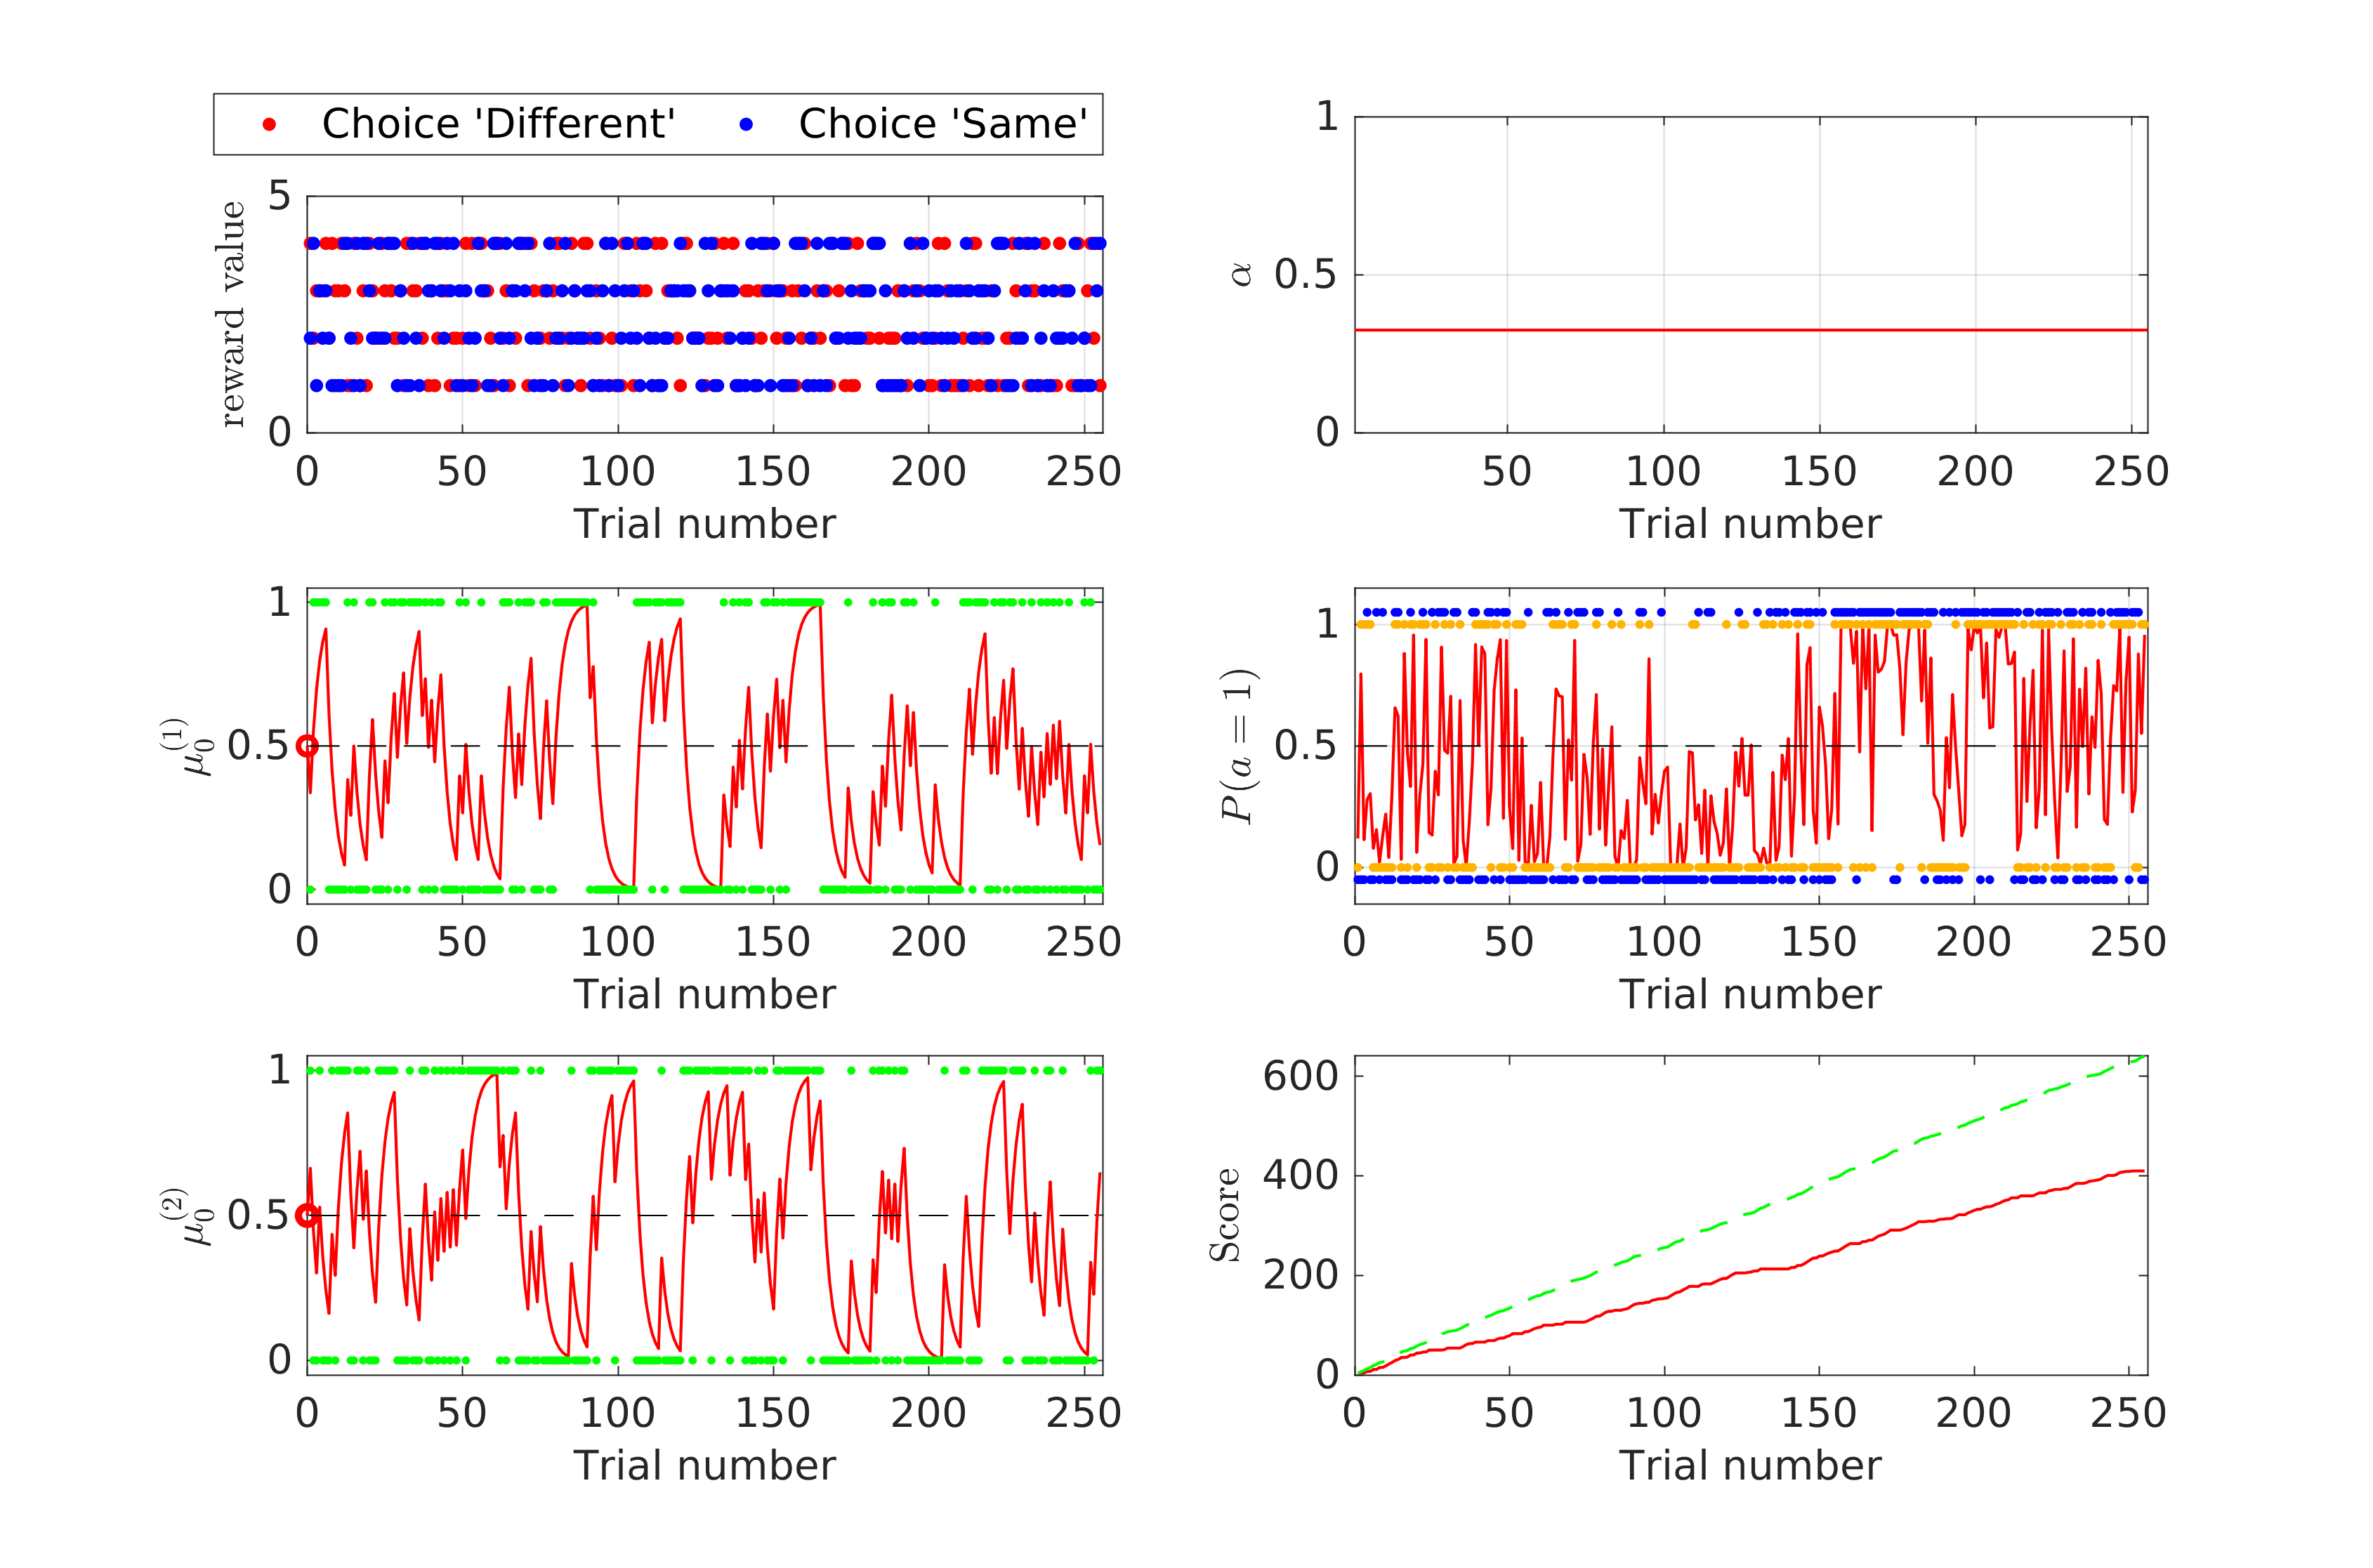 Choice 'Different' Choice 'Same'
reward value
5
0
0 50 100 150 200 250
Trial number
α
1
0.5
0
50 100 150 200 250
Trial number
μ₀⁽¹⁾
1
0.5
0
0 50 100 150 200 250
Trial number
P(a = 1)
1
0.5
0
0 50 100 150 200 250
Trial number
μ₀⁽²⁾
1
0.5
0
0 50 100 150 200 250
Trial number
Score
600
400
200
0
0 50 100 150 200 250
Trial number